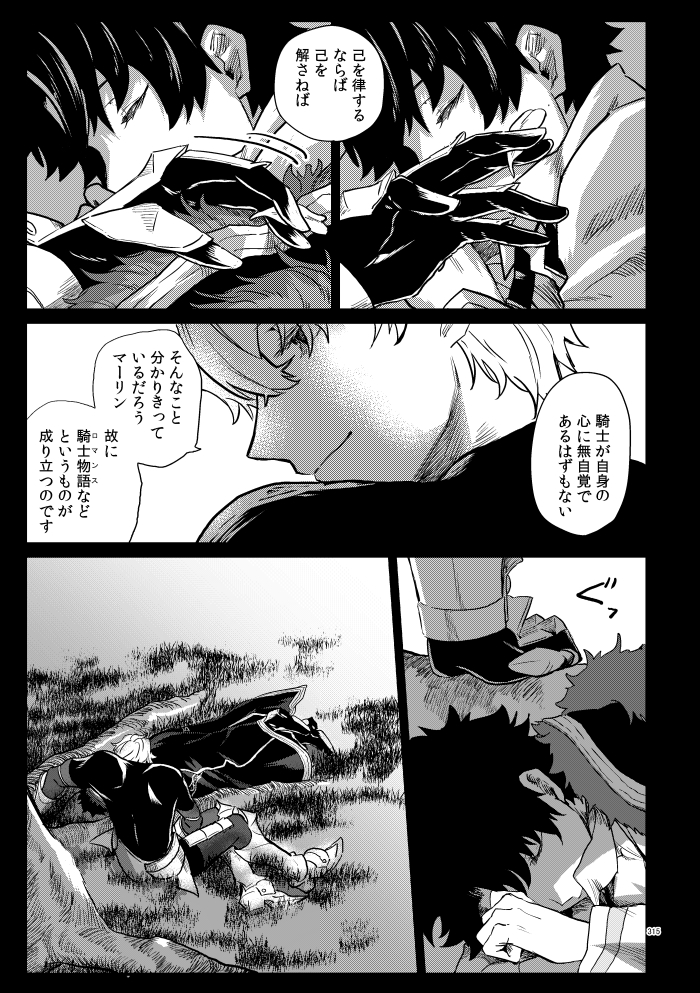 己を律する
ならば
己を
解さねば
騎士が自身の
心に無自覚で
あるはずもない
そんなこと
分かりきって
いるだろう
マーリン
故に
騎士物語など
ロマンス
というものが
成り立つのです
ぐっ
315